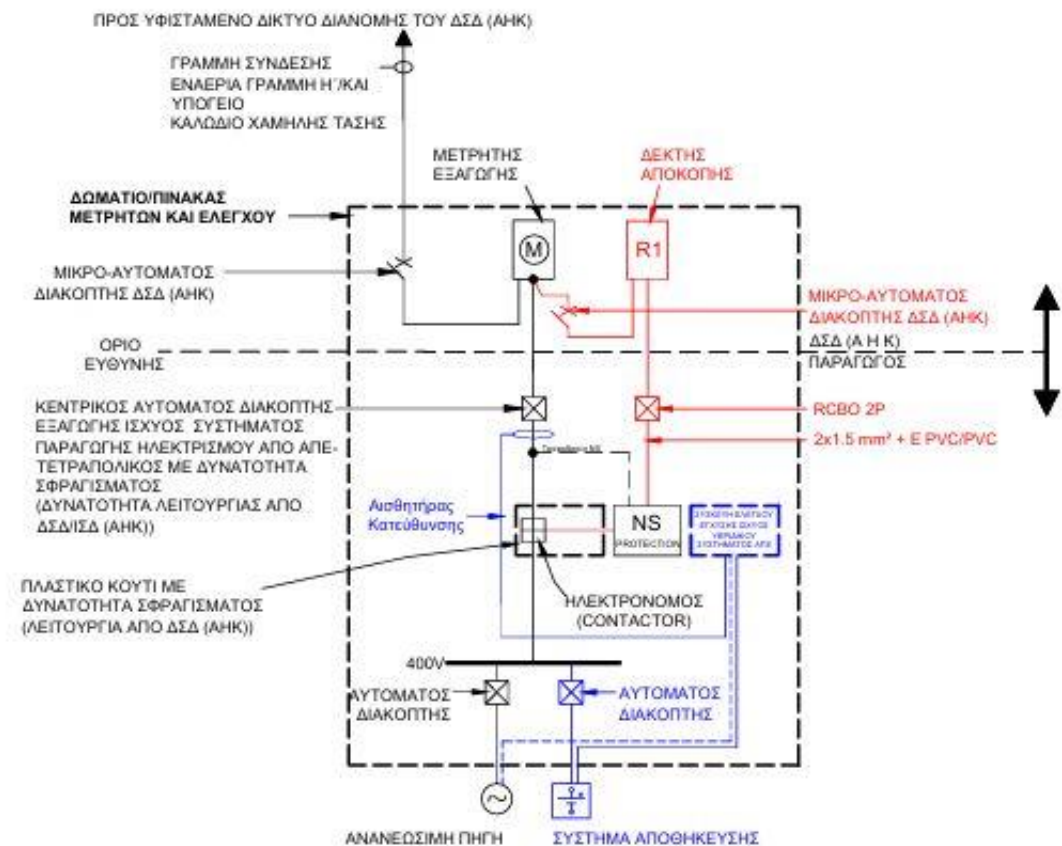 ΠΡΟΣ ΥΦΙΣΤΑΜΕΝΟ ΔΙΚΤΥΟ ΔΙΑΝΟΜΗΣ ΤΟΥ ΔΣΔ (ΑΗΚ)
ΓΡΑΜΜΗ ΣΥΝΔΕΣΗΣ
ΕΝΑΕΡΙΑ ΓΡΑΜΜΗ Η΄/ΚΑΙ
ΥΠΟΓΕΙΟ
ΚΑΛΩΔΙΟ ΧΑΜΗΛΗΣ ΤΑΣΗΣ
ΜΕΤΡΗΤΗΣ
ΕΞΑΓΩΓΗΣ
ΔΕΚΤΗΣ
ΑΠΟΚΟΠΗΣ
ΔΩΜΑΤΙΟ/ΠΙΝΑΚΑΣ
ΜΕΤΡΗΤΩΝ ΚΑΙ ΕΛΕΓΧΟΥ
M
R1
ΜΙΚΡΟ-ΑΥΤΟΜΑΤΟΣ
ΔΙΑΚΟΠΤΗΣ ΔΣΔ (ΑΗΚ)
ΜΙΚΡΟ-ΑΥΤΟΜΑΤΟΣ
ΔΙΑΚΟΠΤΗΣ ΔΣΔ (ΑΗΚ)
ΟΡΙΟ
ΕΥΘΥΝΗΣ
ΔΣΔ (Α Η Κ)
ΠΑΡΑΓΩΓΟΣ
ΚΕΝΤΡΙΚΟΣ ΑΥΤΟΜΑΤΟΣ ΔΙΑΚΟΠΤΗΣ
ΕΞΑΓΩΓΗΣ ΙΣΧΥΟΣ ΣΥΣΤΗΜΑΤΟΣ
ΠΑΡΑΓΩΓΗΣ ΗΛΕΚΤΡΙΣΜΟΥ ΑΠΟ ΑΠΕ-
ΤΕΤΡΑΠΟΛΙΚΟΣ ΜΕ ΔΥΝΑΤΟΤΗΤΑ
ΣΦΡΑΓΙΣΜΑΤΟΣ
(ΔΥΝΑΤΟΤΗΤΑ ΛΕΙΤΟΥΡΓΙΑΣ ΑΠΟ
ΔΣΔ/ΙΣΔ (ΑΗΚ))
RCBO 2P
2x1.5 mm² + E PVC/PVC
Αισθητήρας
Κατεύθυνσης
NS
PROTECTION
ΠΛΑΣΤΙΚΟ ΚΟΥΤΙ ΜΕ
ΔΥΝΑΤΟΤΗΤΑ ΣΦΡΑΓΙΣΜΑΤΟΣ
(ΛΕΙΤΟΥΡΓΙΑ ΑΠΟ ΔΣΔ (ΑΗΚ))
ΗΛΕΚΤΡΟΝΟΜΟΣ
(CONTACTOR)
400V
ΑΥΤΟΜΑΤΟΣ
ΔΙΑΚΟΠΤΗΣ
ΑΥΤΟΜΑΤΟΣ
ΔΙΑΚΟΠΤΗΣ
ΑΝΑΝΕΩΣΙΜΗ ΠΗΓΗ
ΣΥΣΤΗΜΑ ΑΠΟΘΗΚΕΥΣΗΣ